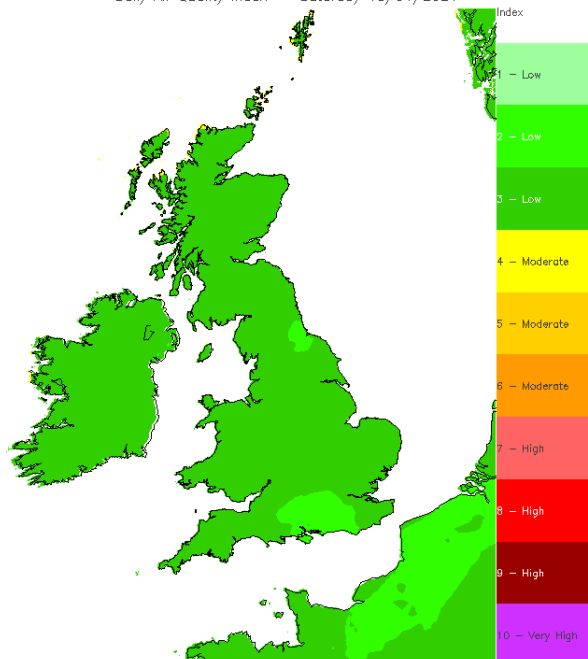 Index
1 - Low
2 - Low
3 - Low
4 - Moderate
5 - Moderate
6 - Moderate
7 - High
8 - High
9 - High
10 - Very High